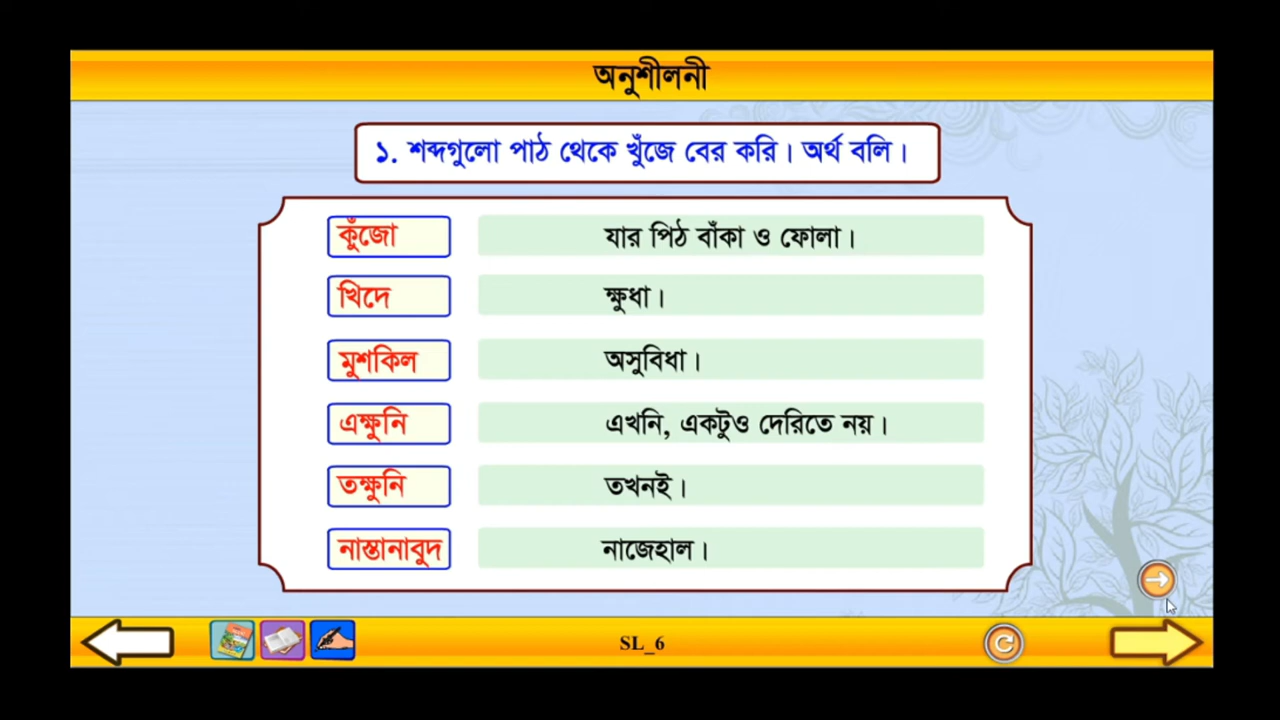 অনুশীলনী
১. শব্দগুলো পাঠ থেকে খুঁজে বের করি। অর্থ বলি।
কুঁজো যার পিঠ বাঁকা ও ফোলা।
খিদে ক্ষুধা।
মুশকিল অসুবিধা।
এক্ষুনি এখনি, একটুও দেরিতে নয়।
তক্ষুনি তখনই।
নাস্তানাবুদ নাজেহাল।
SL_6